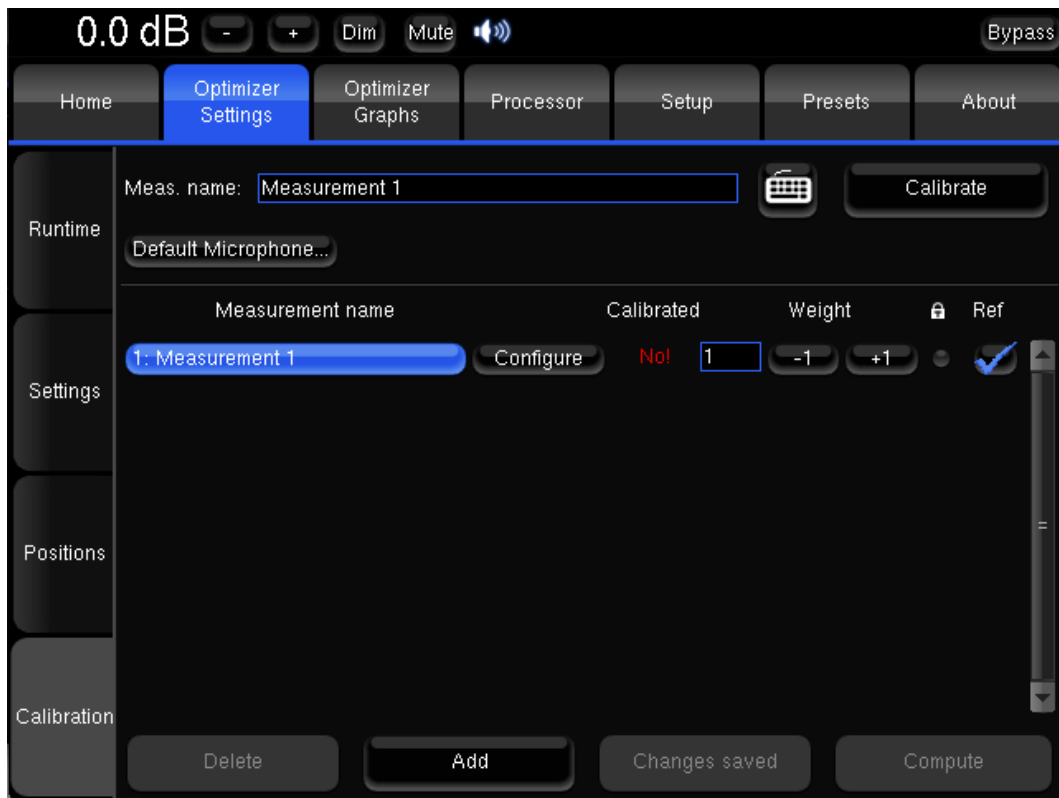 0.0 dB - + Dim Mute Bypass
Home Optimizer Settings Optimizer Graphs Processor Setup Presets About
Runtime
Settings
Positions
Calibration
Meas. name: Measurement 1 Calibrate
Default Microphone...
Measurement name Calibrated Weight Ref
1: Measurement 1 Configure No! 1 -1 +1
Delete Add Changes saved Compute